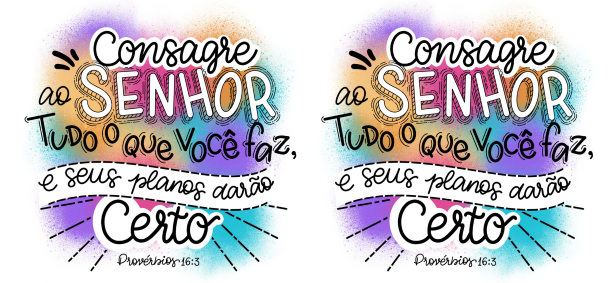 Consagre
ao SENHOR
TUDO O QUE VOCÊ faz,
e seus planos darão
Certo
Provérbios 16:3
Consagre
ao SENHOR
TUDO O QUE VOCÊ faz,
e seus planos darão
Certo
Provérbios 16:3